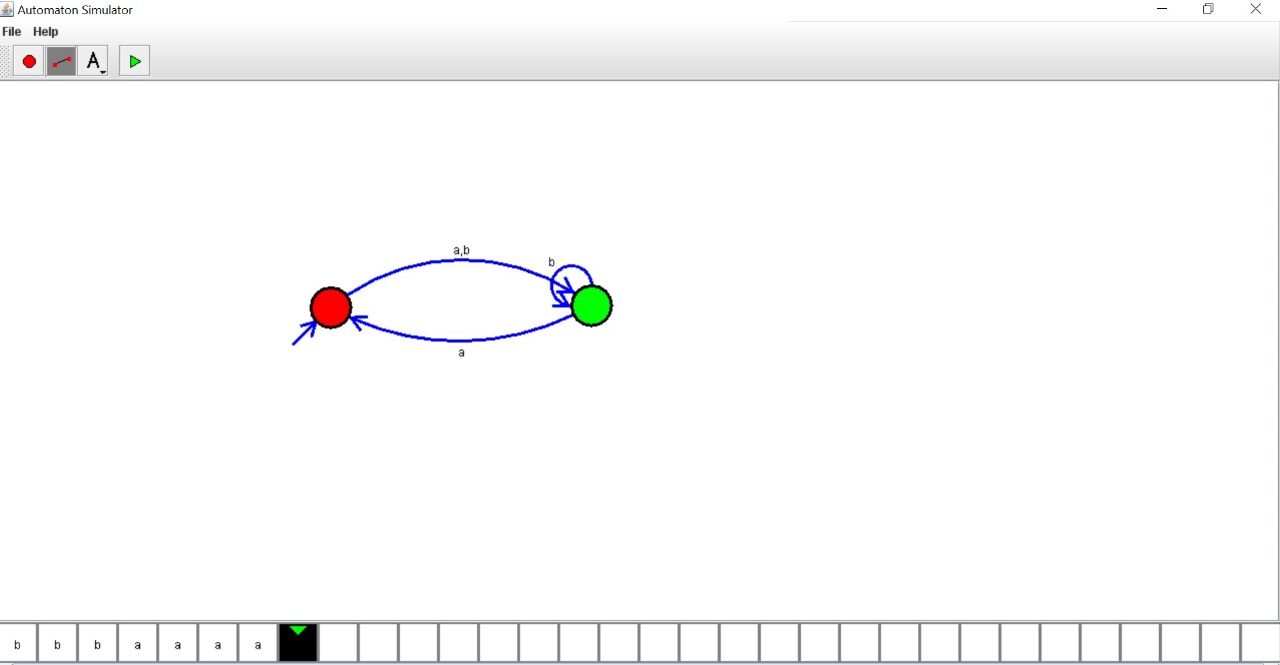 Automaton Simulator
File Help
A
a,b
b
a
b b b a a a a